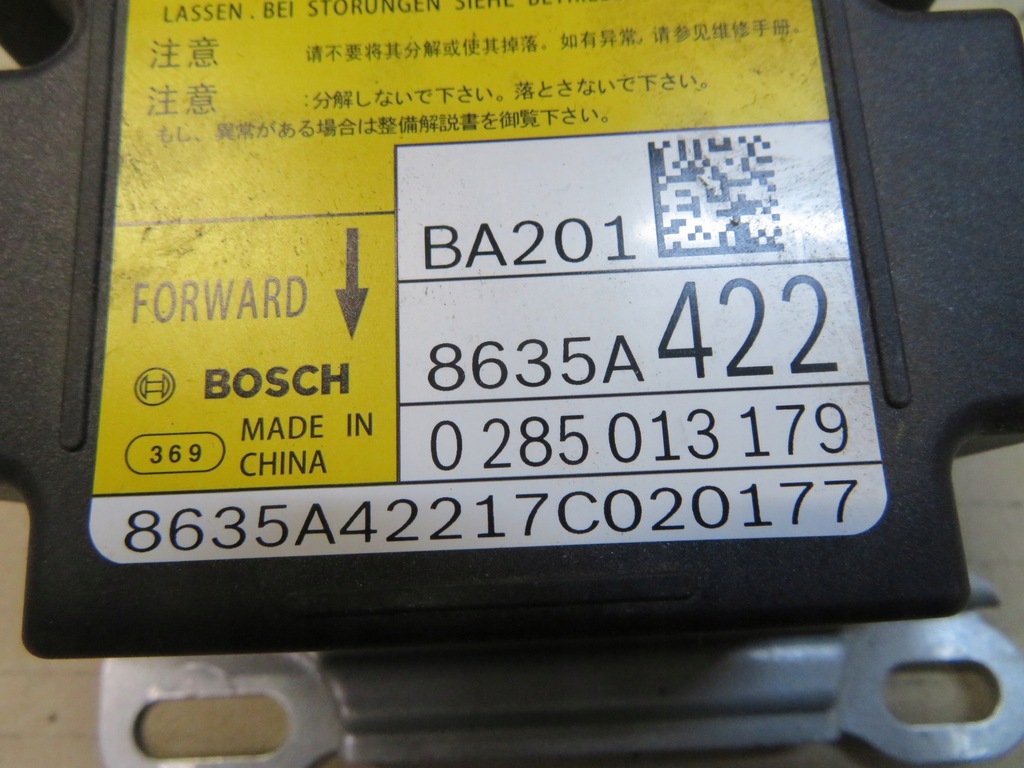 LASSEN. BEI STÖRUNGEN SIEHE
注意 请不要将其分解或使其掉落。如有异常,请参见维修手册。
注意 :分解しないで下さい。落とさないで下さい。
もし、異常がある場合は整備解説書を御覧下さい。
BA201
FORWARD
8635A 422
BOSCH
0 285 013 179
369
MADE IN
CHINA
8635A42217C020177